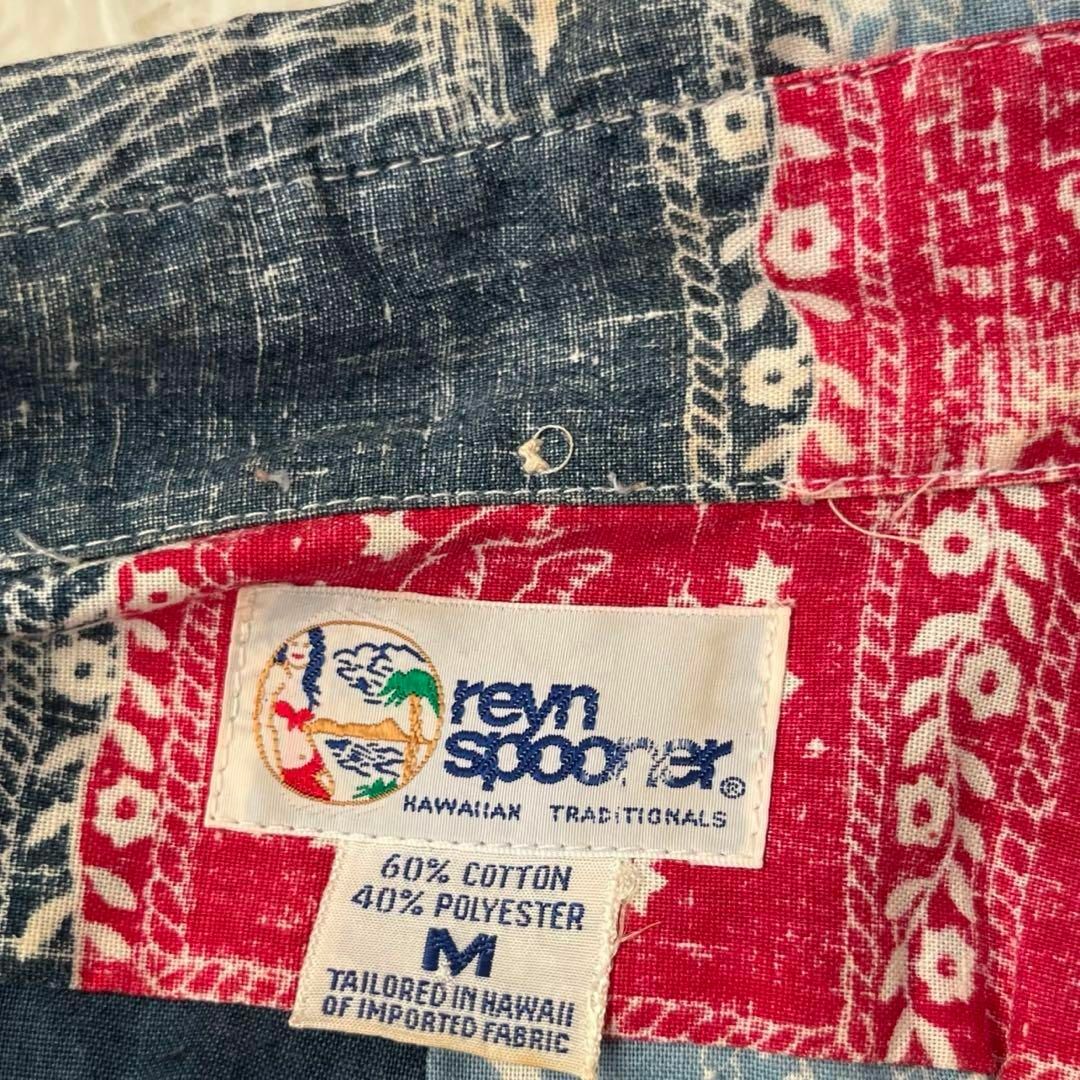 reyn
spooner®
HAWAIIAN TRADITIONALS
60% COTTON
40% POLYESTER
M
TAILORED IN HAWAII
OF IMPORTED FABRIC